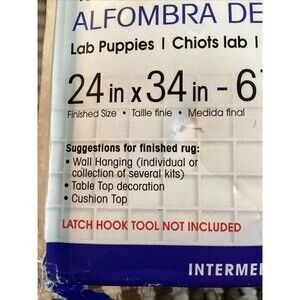 ALFOMBRA DE
Lab Puppies | Chiots lab |
24 in x 34 in - 6
Finished Size • Taille finie • Medida final
Suggestions for finished rug:
• Wall Hanging (individual or
collection of several kits)
• Table Top decoration
• Cushion Top
LATCH HOOK TOOL NOT INCLUDED
INTERME